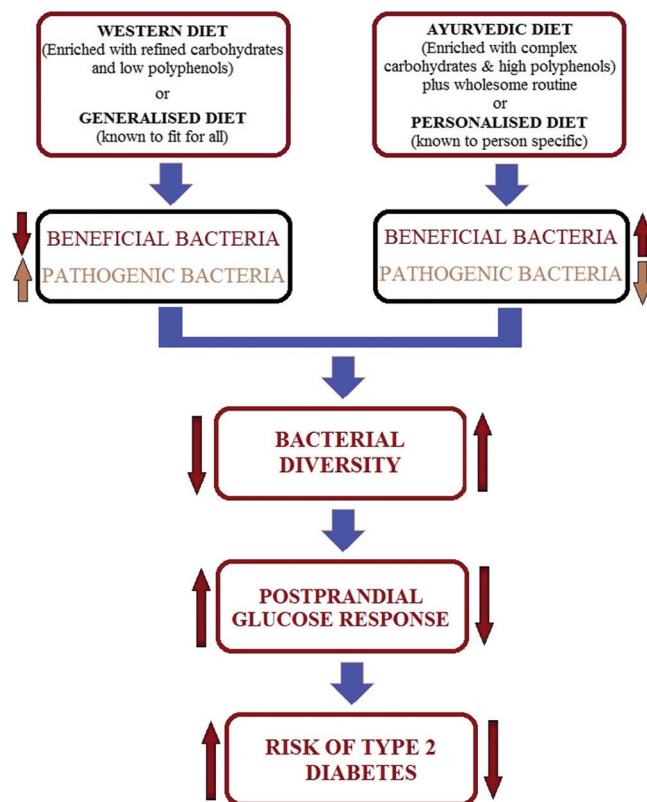 WESTERN DIET
(Enriched with refined carbohydrates
and low polyphenols)
or
GENERALISED DIET
(known to fit for all)
AYURVEDIC DIET
(Enriched with complex
carbohydrates & high polyphenols)
plus wholesome routine
or
PERSONALISED DIET
(known to person specific)
BENEFICIAL BACTERIA
PATHOGENIC BACTERIA
BENEFICIAL BACTERIA
PATHOGENIC BACTERIA
BACTERIAL
DIVERSITY
POSTPRANDIAL
GLUCOSE RESPONSE
RISK OF TYPE 2
DIABETES